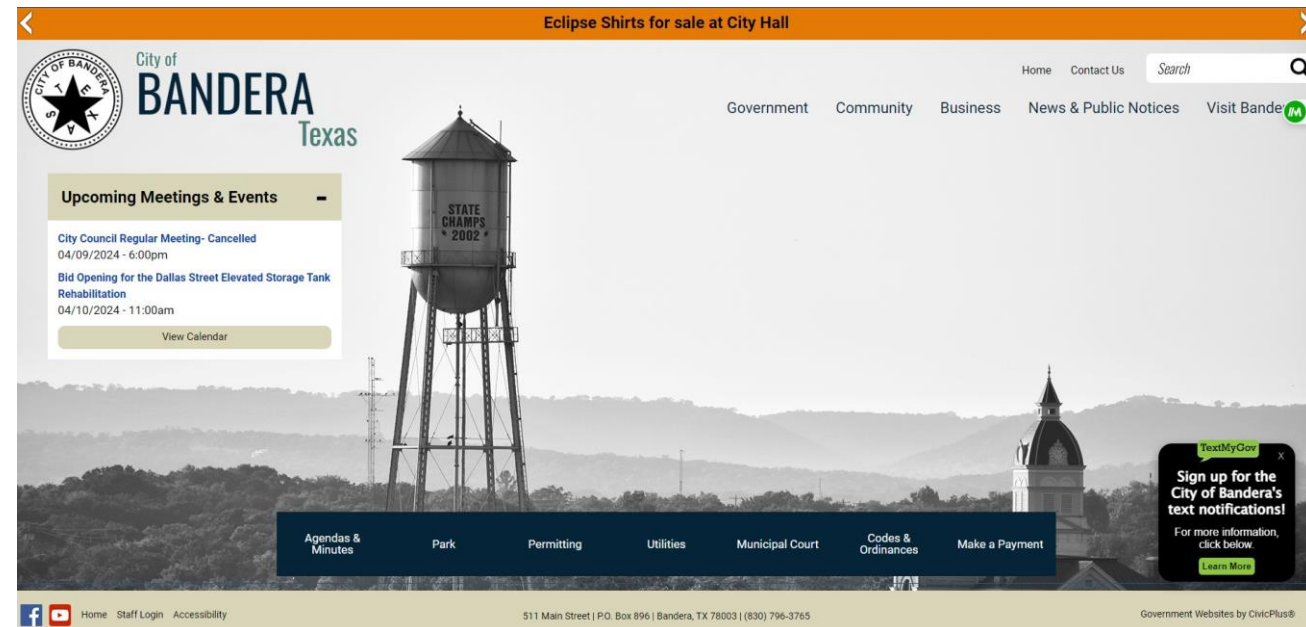 Eclipse Shirts for sale at City Hall
CITY OF BANDERA
TEXAS
City of
BANDERA
Texas
Home Contact Us Search
Government Community Business News & Public Notices Visit Bande
Upcoming Meetings & Events
City Council Regular Meeting- Cancelled
04/09/2024 - 6:00pm
Bid Opening for the Dallas Street Elevated Storage Tank
Rehabilitation
04/10/2024 - 11:00am
View Calendar
STATE
CHAMPS
* 2002 *
TextMyGov X
Sign up for the
City of Bandera's
text notifications!
For more information,
click below.
Learn More
Agendas &
Minutes
Park
Permitting
Utilities
Municipal Court
Codes &
Ordinances
Make a Payment
Home Staff Login Accessibility
511 Main Street | P.O. Box 896 | Bandera, TX 78003 | (830) 796-3765
Government Websites by CivicPlus®